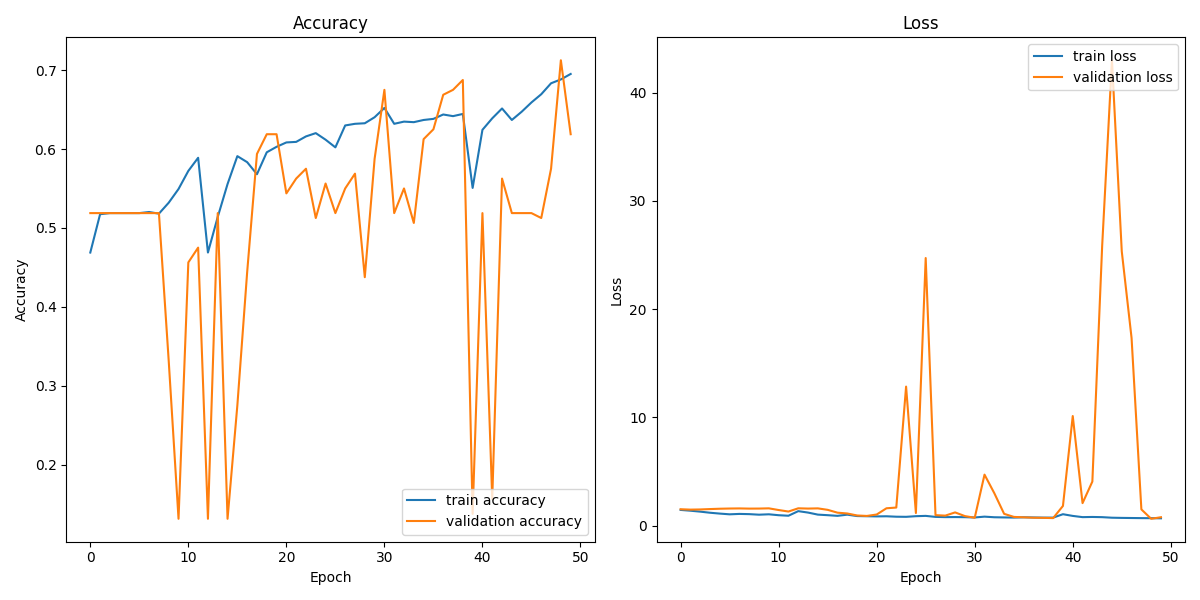 Accuracy
Accuracy
0.7
0.6
0.5
0.4
0.3
0.2
train accuracy
validation accuracy
0 10 20 30 40 50
Epoch
Loss
Loss
40
30
20
10
0
train loss
validation loss
0 10 20 30 40 50
Epoch